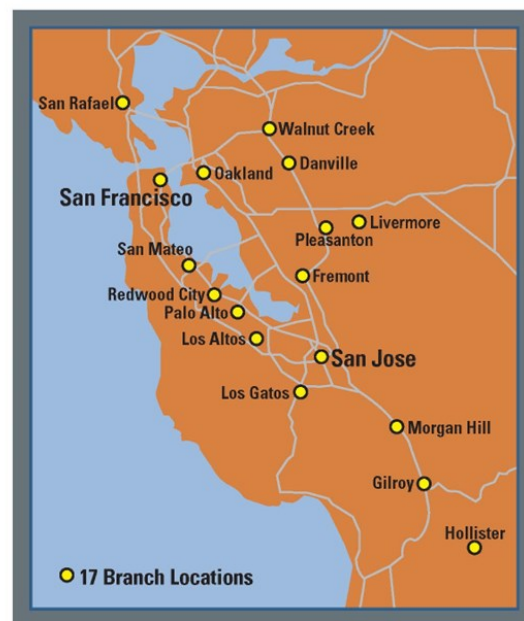 San Rafael
Walnut Creek
Danville
Oakland
San Francisco
Livermore
Pleasanton
San Mateo
Fremont
Redwood City
Palo Alto
Los Altos
San Jose
Los Gatos
Morgan Hill
Gilroy
Hollister
17 Branch Locations